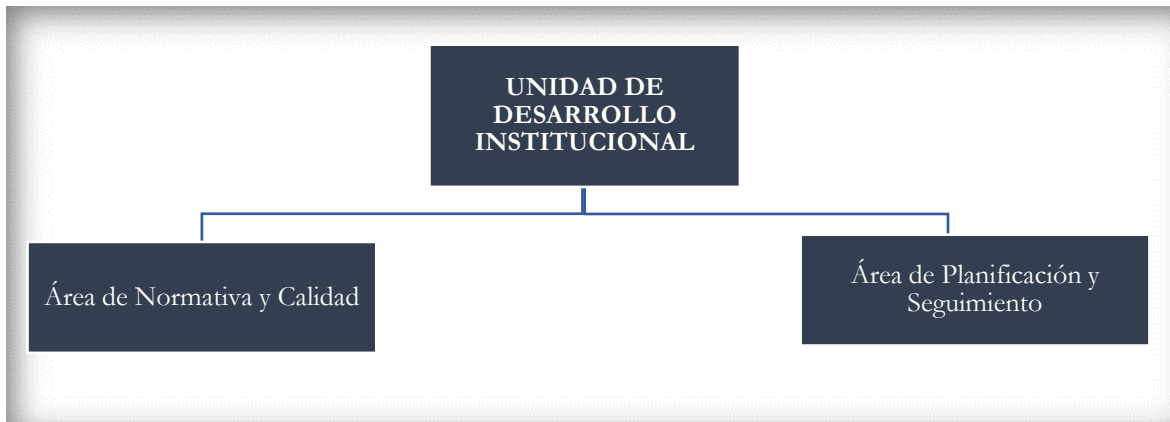 UNIDAD DE
DESARROLLO
INSTITUCIONAL
Área de Normativa y Calidad
Área de Planificación y
Seguimiento